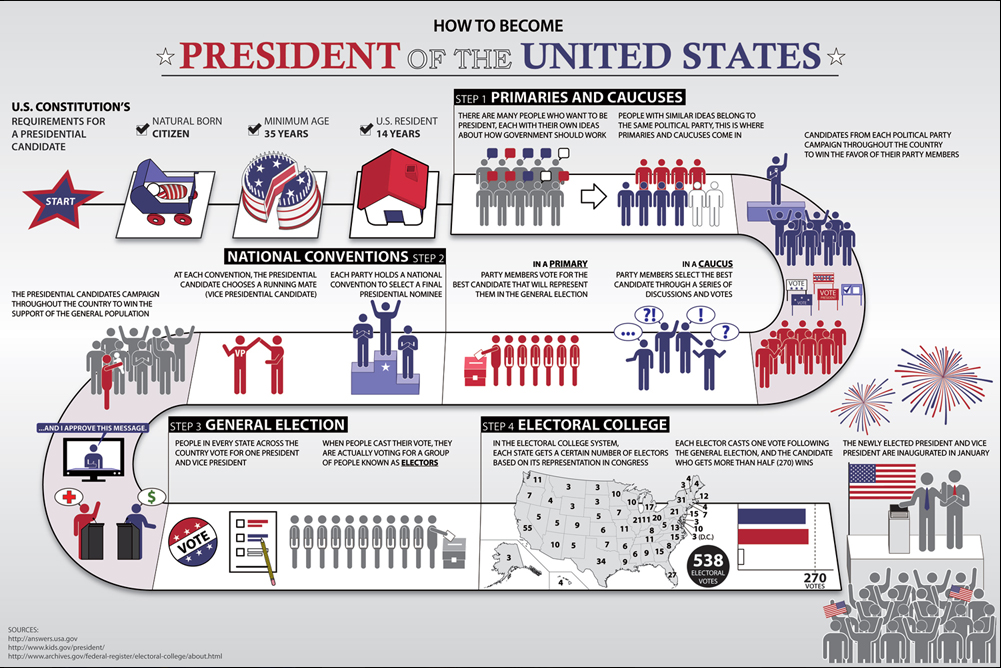 HOW TO BECOME
PRESIDENT OF THE UNITED STATES
U.S. CONSTITUTION'S
REQUIREMENTS FOR
A PRESIDENTIAL
CANDIDATE
NATURAL BORN
CITIZEN
MINIMUM AGE
35 YEARS
U.S. RESIDENT
14 YEARS
START
STEP 1 PRIMARIES AND CAUCUSES
THERE ARE MANY PEOPLE WHO WANT TO BE
PRESIDENT, EACH WITH THEIR OWN IDEAS
ABOUT HOW GOVERNMENT SHOULD WORK
PEOPLE WITH SIMILAR IDEAS BELONG TO
THE SAME POLITICAL PARTY, THIS IS WHERE
PRIMARIES AND CAUCUSES COME IN
CANDIDATES FROM EACH POLITICAL PARTY
CAMPAIGN THROUGHOUT THE COUNTRY
TO WIN THE FAVOR OF THEIR PARTY MEMBERS
VOTE
VOTE
IN A PRIMARY
PARTY MEMBERS VOTE FOR THE
BEST CANDIDATE THAT WILL REPRESENT
THEM IN THE GENERAL ELECTION
IN A CAUCUS
PARTY MEMBERS SELECT THE BEST
CANDIDATE THROUGH A SERIES OF
DISCUSSIONS AND VOTES
...
?!
!
?
NATIONAL CONVENTIONS STEP 2
AT EACH CONVENTION, THE PRESIDENTIAL
CANDIDATE CHOOSES A RUNNING MATE
(VICE PRESIDENTIAL CANDIDATE)
EACH PARTY HOLDS A NATIONAL
CONVENTION TO SELECT A FINAL
PRESIDENTIAL NOMINEE
VP
THE PRESIDENTIAL CANDIDATES CAMPAIGN
THROUGHOUT THE COUNTRY TO WIN THE
SUPPORT OF THE GENERAL POPULATION
...AND I APPROVE THIS MESSAGE.
$
STEP 3 GENERAL ELECTION
PEOPLE IN EVERY STATE ACROSS THE
COUNTRY VOTE FOR ONE PRESIDENT
AND VICE PRESIDENT
WHEN PEOPLE CAST THEIR VOTE, THEY
ARE ACTUALLY VOTING FOR A GROUP
OF PEOPLE KNOWN AS ELECTORS
VOTE
STEP 4 ELECTORAL COLLEGE
IN THE ELECTORAL COLLEGE SYSTEM,
EACH STATE GETS A CERTAIN NUMBER OF ELECTORS
BASED ON ITS REPRESENTATION IN CONGRESS
EACH ELECTOR CASTS ONE VOTE FOLLOWING
THE GENERAL ELECTION, AND THE CANDIDATE
WHO GETS MORE THAN HALF (270) WINS
11 3 3 10 10 4 4 3
7 4 3 17 31 12
55 5 5 9 5 7 6 21 11 20 5 13 15 7 4 3 10
3 (D.C.)
10 5 7 6 11 8 15
34 9 6 9 15 8
3 4 27
538
ELECTORAL
VOTES
270
VOTES
THE NEWLY ELECTED PRESIDENT AND VICE
PRESIDENT ARE INAUGURATED IN JANUARY
SOURCES:
http://answers.usa.gov
http://www.kids.gov/president/
http://www.archives.gov/federal-register/electoral-college/about.html